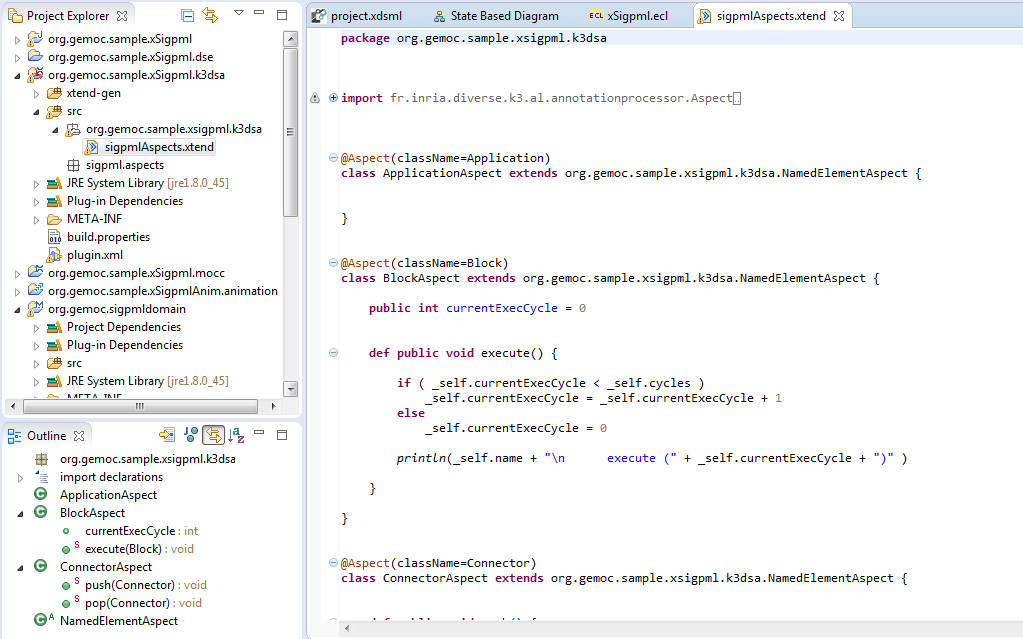 Project Explorer
org.gemoc.sample.xSigpml
org.gemoc.sample.xSigpml.dse
org.gemoc.sample.xSigpml.k3dsa
xtend-gen
src
org.gemoc.sample.xsigpml.k3dsa
sigpmlAspects.xtend
sigpml.aspects
JRE System Library [jre1.8.0_45]
Plug-in Dependencies
META-INF
build.properties
plugin.xml
org.gemoc.sample.xSigpml.mocc
org.gemoc.sample.xSigpmlAnim.animation
org.gemoc.sigpmldomain
Project Dependencies
Plug-in Dependencies
src
JRE System Library [jre1.8.0_45]
META-INF
Outline
org.gemoc.sample.xsigpml.k3dsa
import declarations
ApplicationAspect
BlockAspect
currentExecCycle : int
S execute(Block) : void
ConnectorAspect
S push(Connector) : void
S pop(Connector) : void
A NamedElementAspect
project.xdsml State Based Diagram ECL xSigpml.ecl sigpmlAspects.xtend
package org.gemoc.sample.xsigpml.k3dsa
import fr.inria.diverse.k3.al.annotationprocessor.Aspect
@Aspect(className=Application)
class ApplicationAspect extends org.gemoc.sample.xsigpml.k3dsa.NamedElementAspect {
}
@Aspect(className=Block)
class BlockAspect extends org.gemoc.sample.xsigpml.k3dsa.NamedElementAspect {
public int currentExecCycle = 0
def public void execute() {
if ( _self.currentExecCycle < _self.cycles )
_self.currentExecCycle = _self.currentExecCycle + 1
else
_self.currentExecCycle = 0
println(_self.name + "\n      execute (" + _self.currentExecCycle + ")" )
}
}
@Aspect(className=Connector)
class ConnectorAspect extends org.gemoc.sample.xsigpml.k3dsa.NamedElementAspect {